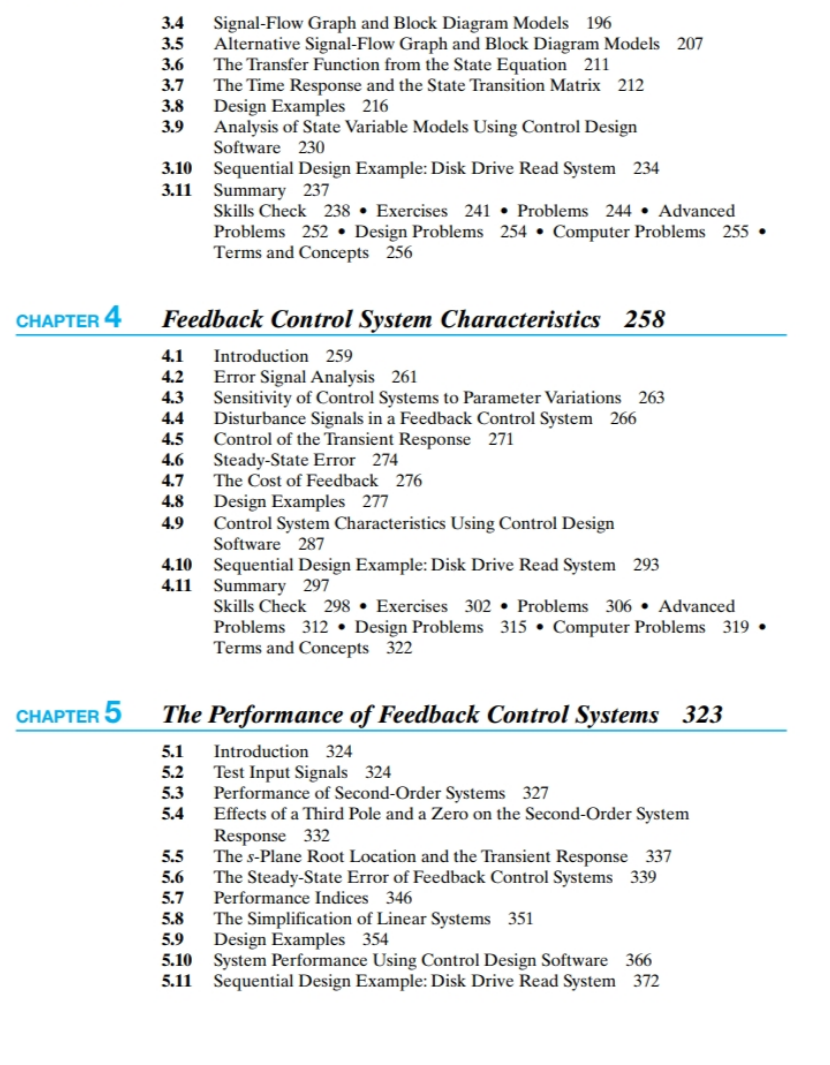 3.4 Signal-Flow Graph and Block Diagram Models 196
3.5 Alternative Signal-Flow Graph and Block Diagram Models 207
3.6 The Transfer Function from the State Equation 211
3.7 The Time Response and the State Transition Matrix 212
3.8 Design Examples 216
3.9 Analysis of State Variable Models Using Control Design
Software 230
3.10 Sequential Design Example: Disk Drive Read System 234
3.11 Summary 237
Skills Check 238 • Exercises 241 • Problems 244 • Advanced
Problems 252 • Design Problems 254 • Computer Problems 255 •
Terms and Concepts 256
CHAPTER 4 Feedback Control System Characteristics 258
4.1 Introduction 259
4.2 Error Signal Analysis 261
4.3 Sensitivity of Control Systems to Parameter Variations 263
4.4 Disturbance Signals in a Feedback Control System 266
4.5 Control of the Transient Response 271
4.6 Steady-State Error 274
4.7 The Cost of Feedback 276
4.8 Design Examples 277
4.9 Control System Characteristics Using Control Design
Software 287
4.10 Sequential Design Example: Disk Drive Read System 293
4.11 Summary 297
Skills Check 298 • Exercises 302 • Problems 306 • Advanced
Problems 312 • Design Problems 315 • Computer Problems 319 •
Terms and Concepts 322
CHAPTER 5 The Performance of Feedback Control Systems 323
5.1 Introduction 324
5.2 Test Input Signals 324
5.3 Performance of Second-Order Systems 327
5.4 Effects of a Third Pole and a Zero on the Second-Order System
Response 332
5.5 The s-Plane Root Location and the Transient Response 337
5.6 The Steady-State Error of Feedback Control Systems 339
5.7 Performance Indices 346
5.8 The Simplification of Linear Systems 351
5.9 Design Examples 354
5.10 System Performance Using Control Design Software 366
5.11 Sequential Design Example: Disk Drive Read System 372